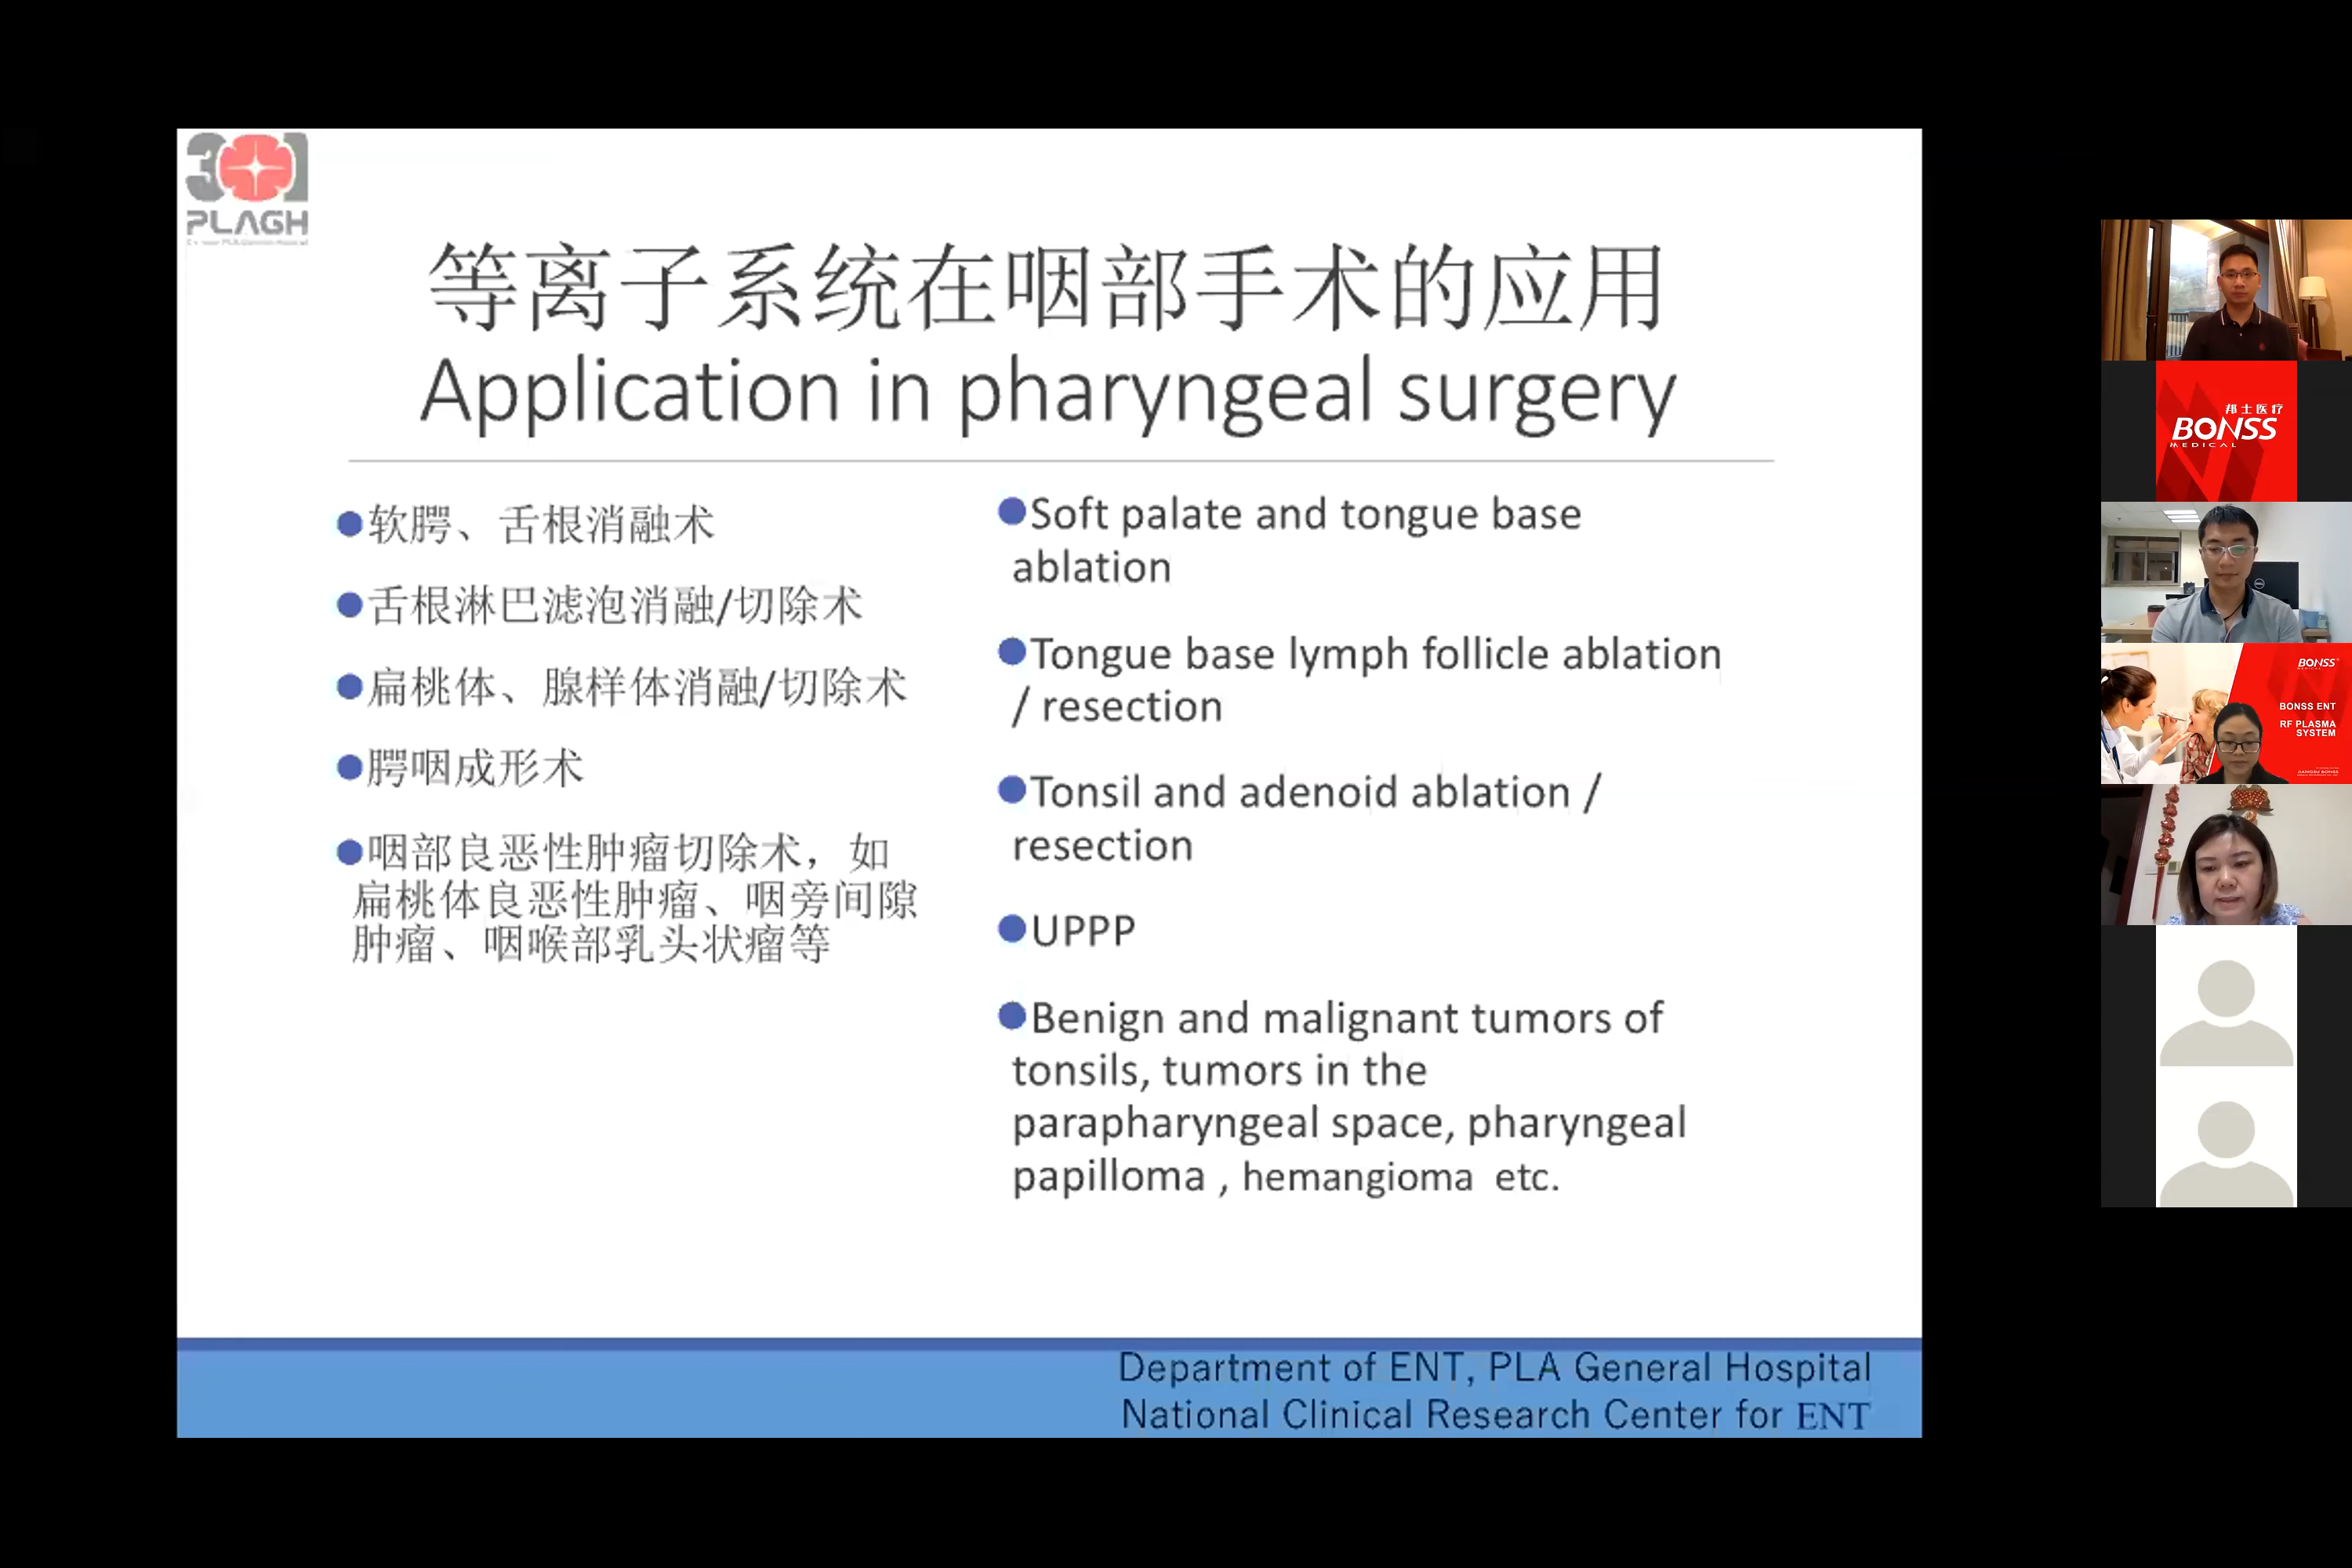 301
PLAGH
等离子系统在咽部手术的应用
Application in pharyngeal surgery
●软腭、舌根消融术
●舌根淋巴滤泡消融/切除术
●扁桃体、腺样体消融/切除术
●腭咽成形术
●咽部良恶性肿瘤切除术，如
扁桃体良恶性肿瘤、咽旁间隙
肿瘤、咽喉部乳头状瘤等
●Soft palate and tongue base
ablation
●Tongue base lymph follicle ablation
/ resection
●Tonsil and adenoid ablation /
resection
●UPPP
●Benign and malignant tumors of
tonsils, tumors in the
parapharyngeal space, pharyngeal
papilloma , hemangioma etc.
Department of ENT, PLA General Hospital
National Clinical Research Center for ENT
邦士医疗
BONSS
MEDICAL
BONSS
BONSS ENT
RF PLASMA
SYSTEM
JIANGSU BONSS